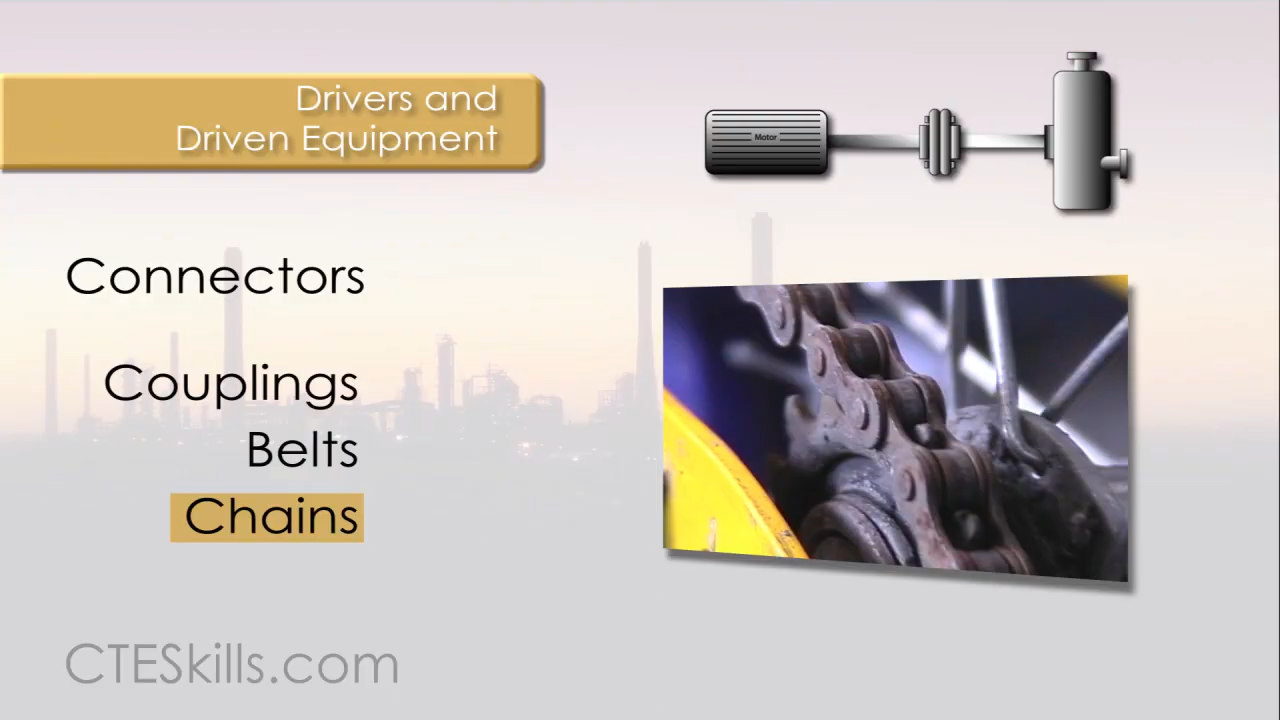 Drivers and
Driven Equipment
Motor
Connectors
Couplings
Belts
Chains
CTESkills.com